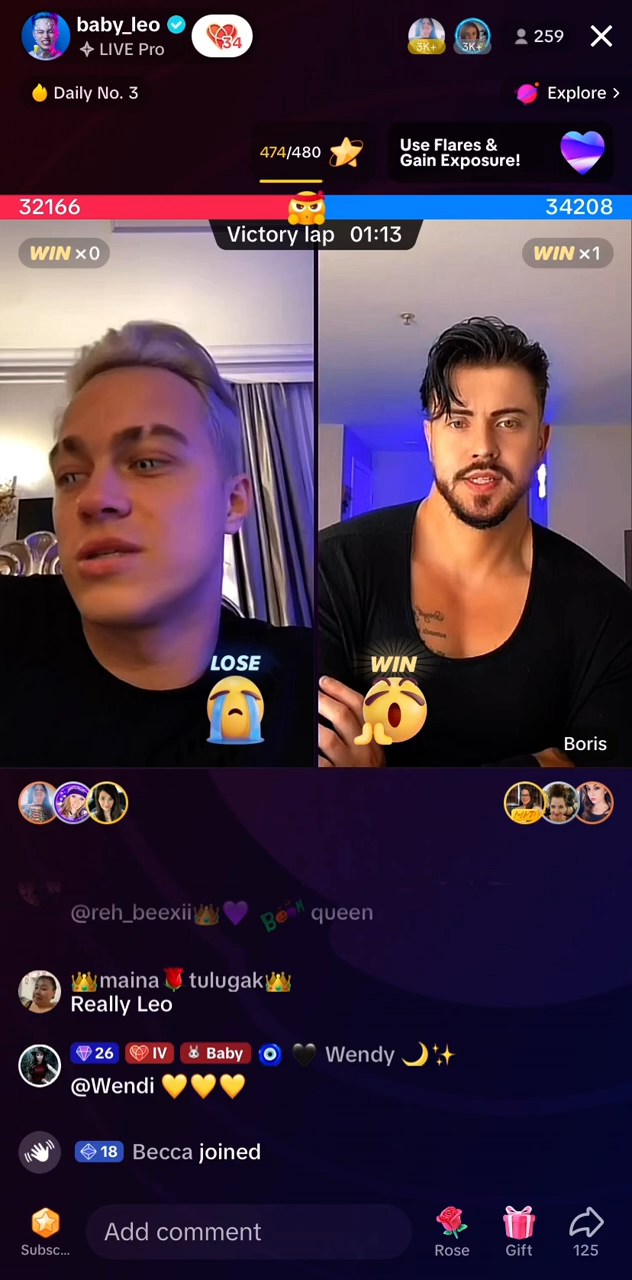 baby_leo
LIVE Pro
34
3K+
3K+
259
Daily No. 3
Explore >
474/480
Use Flares &
Gain Exposure!
32166
34208
Victory lap 01:13
WIN ×0
WIN ×1
LOSE
WIN
Boris
@reh_beexii👑💜 BOOM queen
👑maina🌹tulugak👑
Really Leo
26 IV Baby 🧿 🖤 Wendy 🌙✨
@Wendi 💛💛💛
18 Becca joined
Add comment
Subsc...
Rose
Gift
125